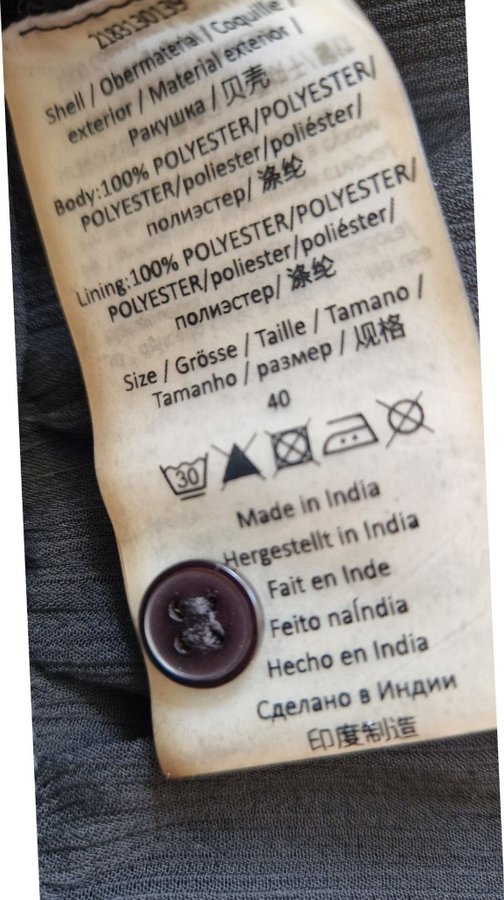 2183130139
Shell / Obermaterial / Coquille /
exterior / Material exterior /
Ракушка / 贝壳
Body:100% POLYESTER/POLYESTER/
POLYESTER/poliester/poliéster/
полиэстер/ 涤纶
Lining:100% POLYESTER/POLYESTER/
POLYESTER/poliester/poliéster/
полиэстер/ 涤纶
Size / Grösse / Taille / Tamano /
Tamanho / размер / 规格
40
30
Made in India
Hergestellt in India
Fait en Inde
Feito naÍndia
Hecho en India
Сделано в Индии
印度制造